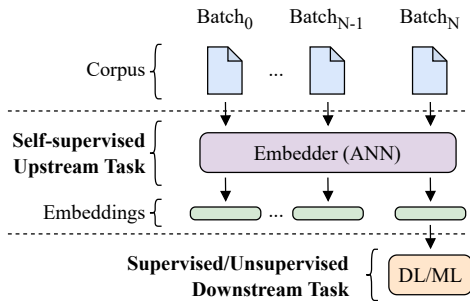 Batch0 BatchN-1 BatchN
Corpus
...
Self-supervised
Upstream Task
Embedder (ANN)
Embeddings
...
Supervised/Unsupervised
Downstream Task
DL/ML